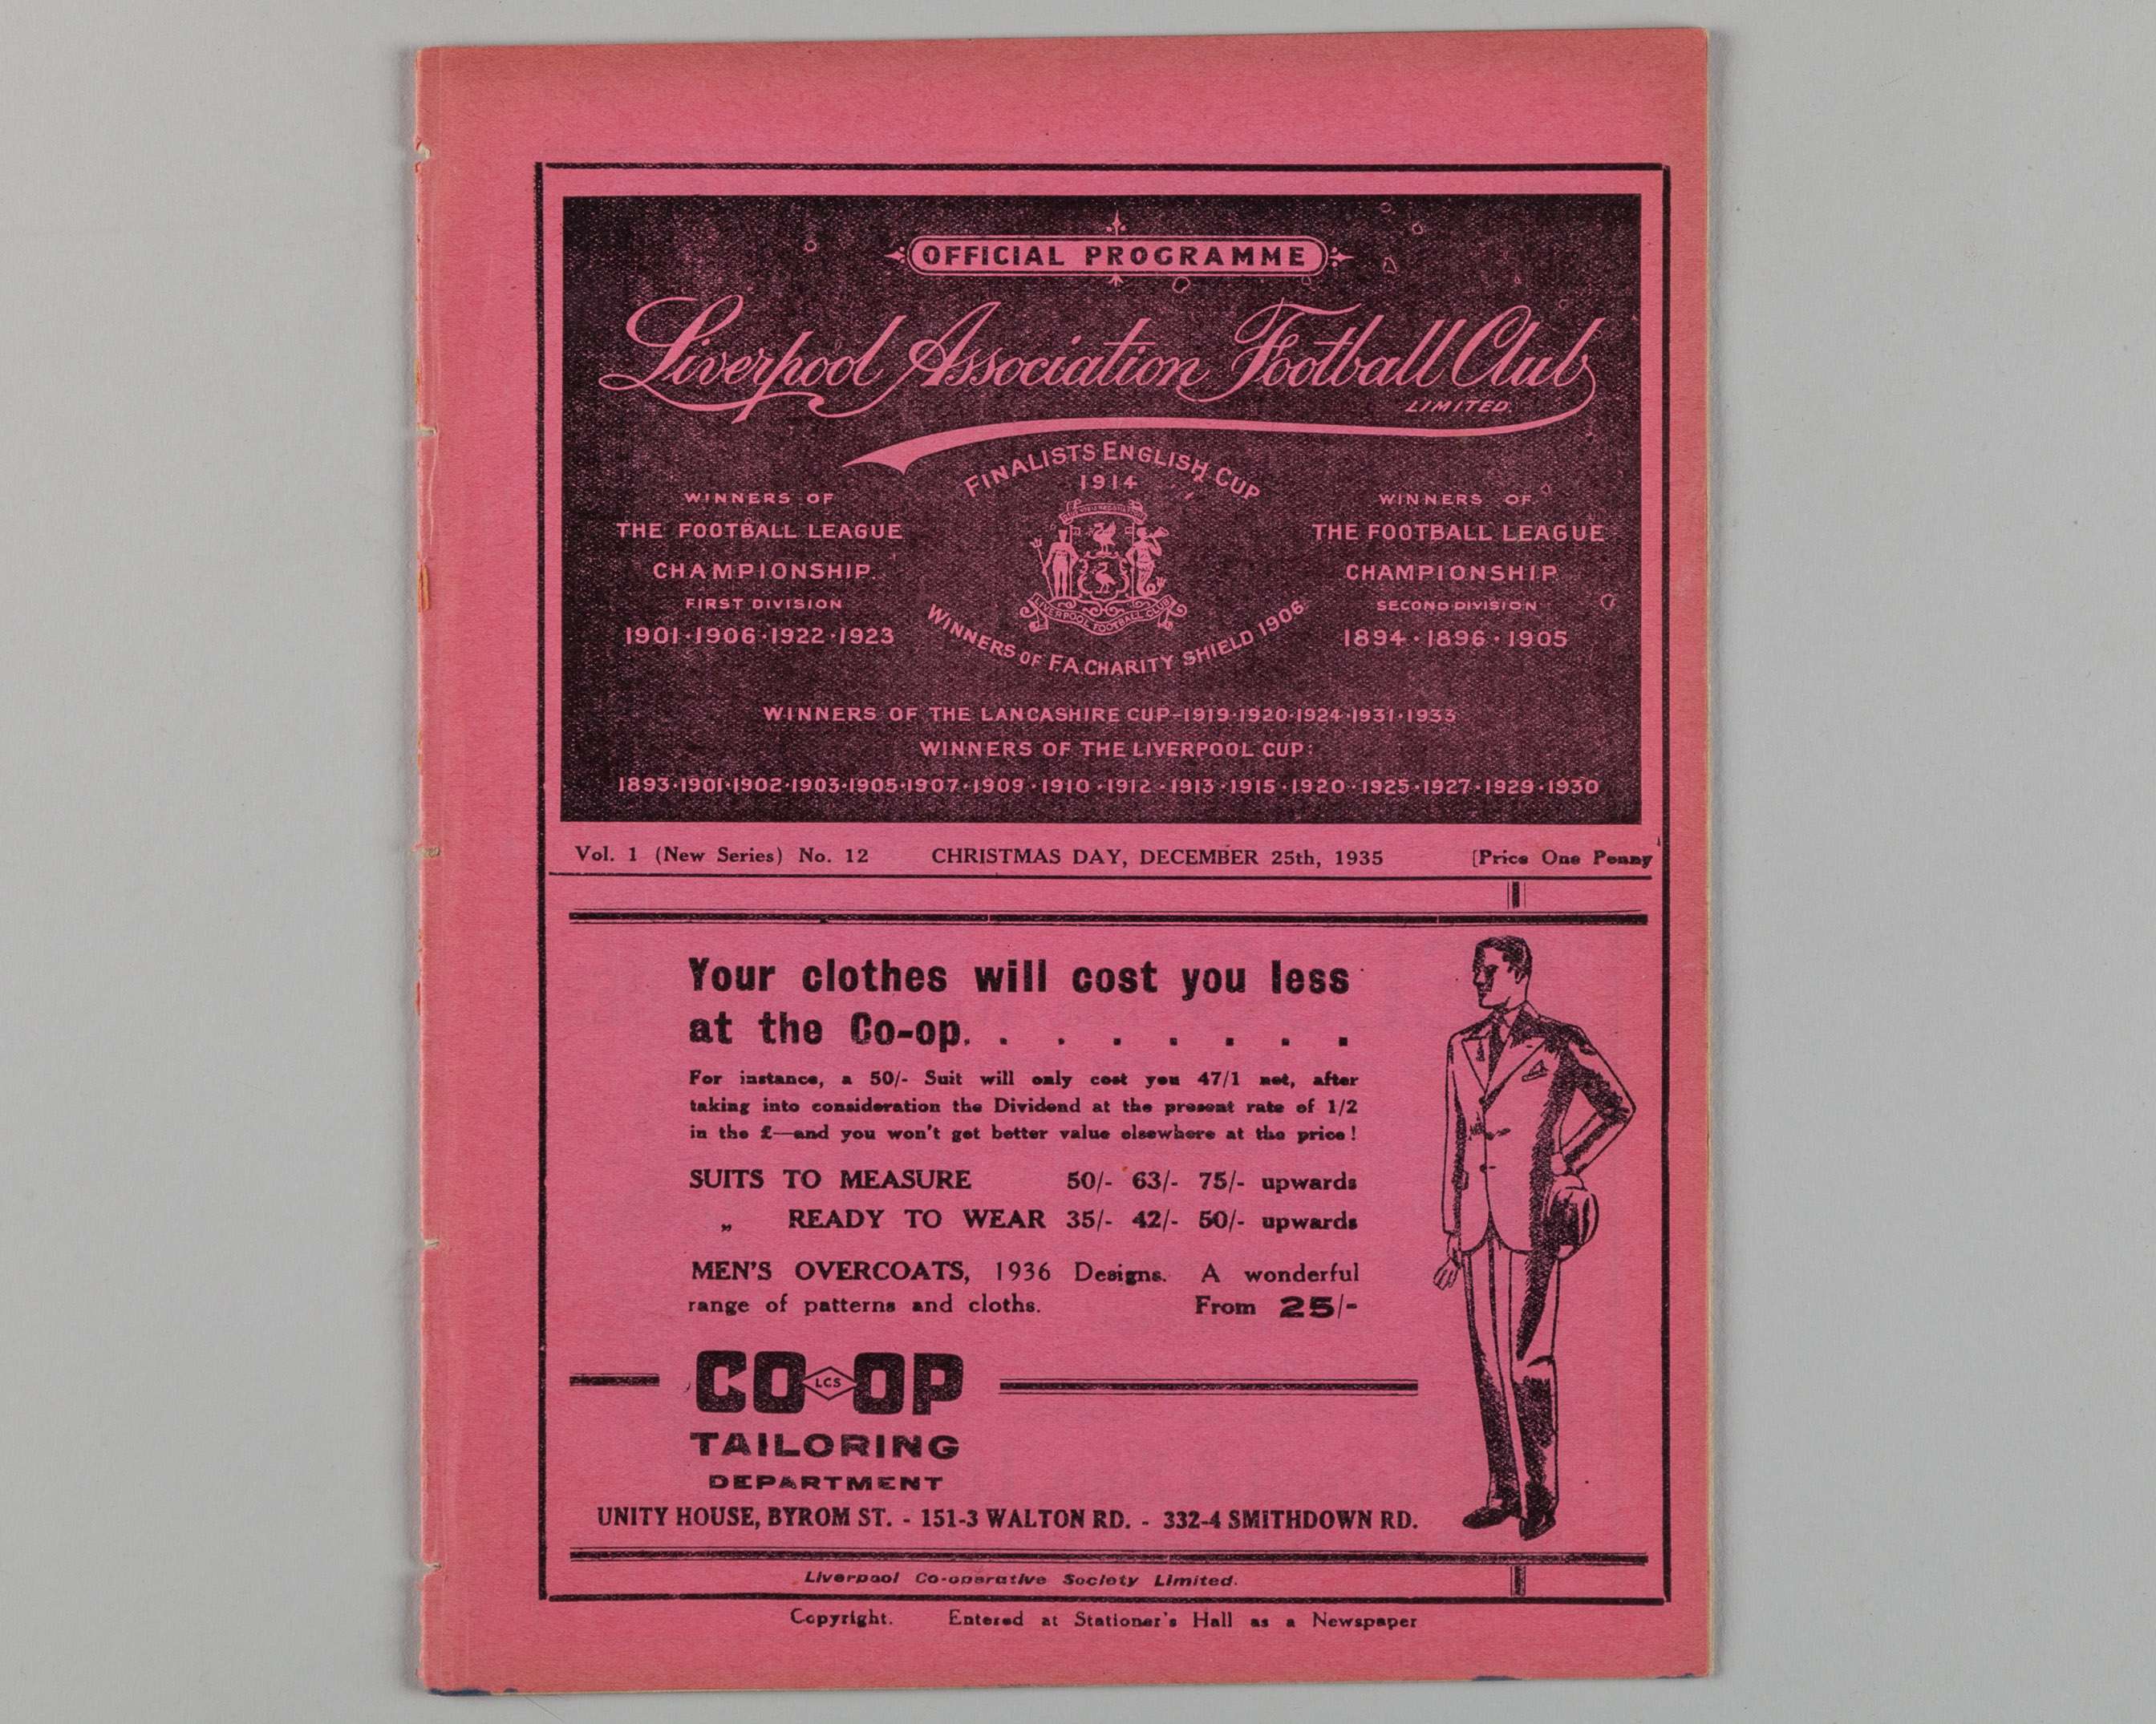 OFFICIAL PROGRAMME
Liverpool Association Football Club
LIMITED.
FINALISTS ENGLISH CUP
1914
LIVERPOOL FOOTBALL CLUB
WINNERS OF F.A. CHARITY SHIELD 1906
WINNERS OF
THE FOOTBALL LEAGUE
CHAMPIONSHIP.
FIRST DIVISION
1901·1906·1922·1923
WINNERS OF
THE FOOTBALL LEAGUE
CHAMPIONSHIP
SECOND DIVISION
1894·1896·1905
WINNERS OF THE LANCASHIRE CUP-1919·1920·1924·1931·1933
WINNERS OF THE LIVERPOOL CUP:
1893·1901·1902·1903·1905·1907·1909·1910·1912·1913·1915·1920·1925·1927·1929·1930
Vol. 1 (New Series) No. 12 CHRISTMAS DAY, DECEMBER 25th, 1935 [Price One Penny
Your clothes will cost you less
at the Co-op. . . . . . . .
For instance, a 50/- Suit will only cost you 47/1 net, after
taking into consideration the Dividend at the present rate of 1/2
in the £—and you won't get better value elsewhere at the price!
SUITS TO MEASURE 50/- 63/- 75/- upwards
„ READY TO WEAR 35/- 42/- 50/- upwards
MEN'S OVERCOATS, 1936 Designs. A wonderful
range of patterns and cloths. From 25/-
CO LCS OP
TAILORING
DEPARTMENT
UNITY HOUSE, BYROM ST. - 151-3 WALTON RD. - 332-4 SMITHDOWN RD.
Liverpool Co-operative Society Limited.
Copyright. Entered at Stationer's Hall as a Newspaper